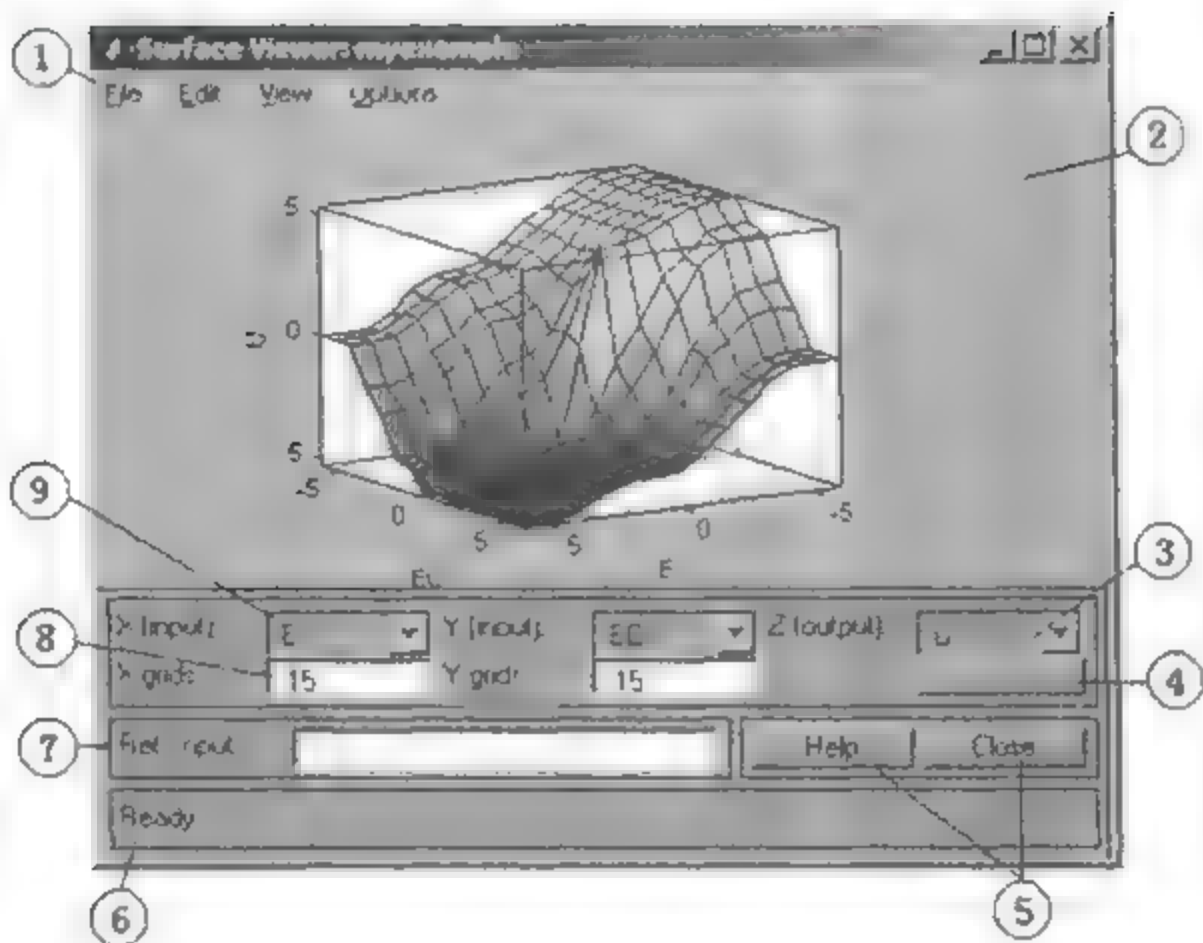 1
Surface Viewer:
File Edit View Options
2
5
0
5
-5
0
5
5
0
-5
E
9
3
X (input): E Y (input): EC Z (output):
8
X grids: 15 Y grids: 15
4
7
Ref. Input:
Help Close
Ready
6
5